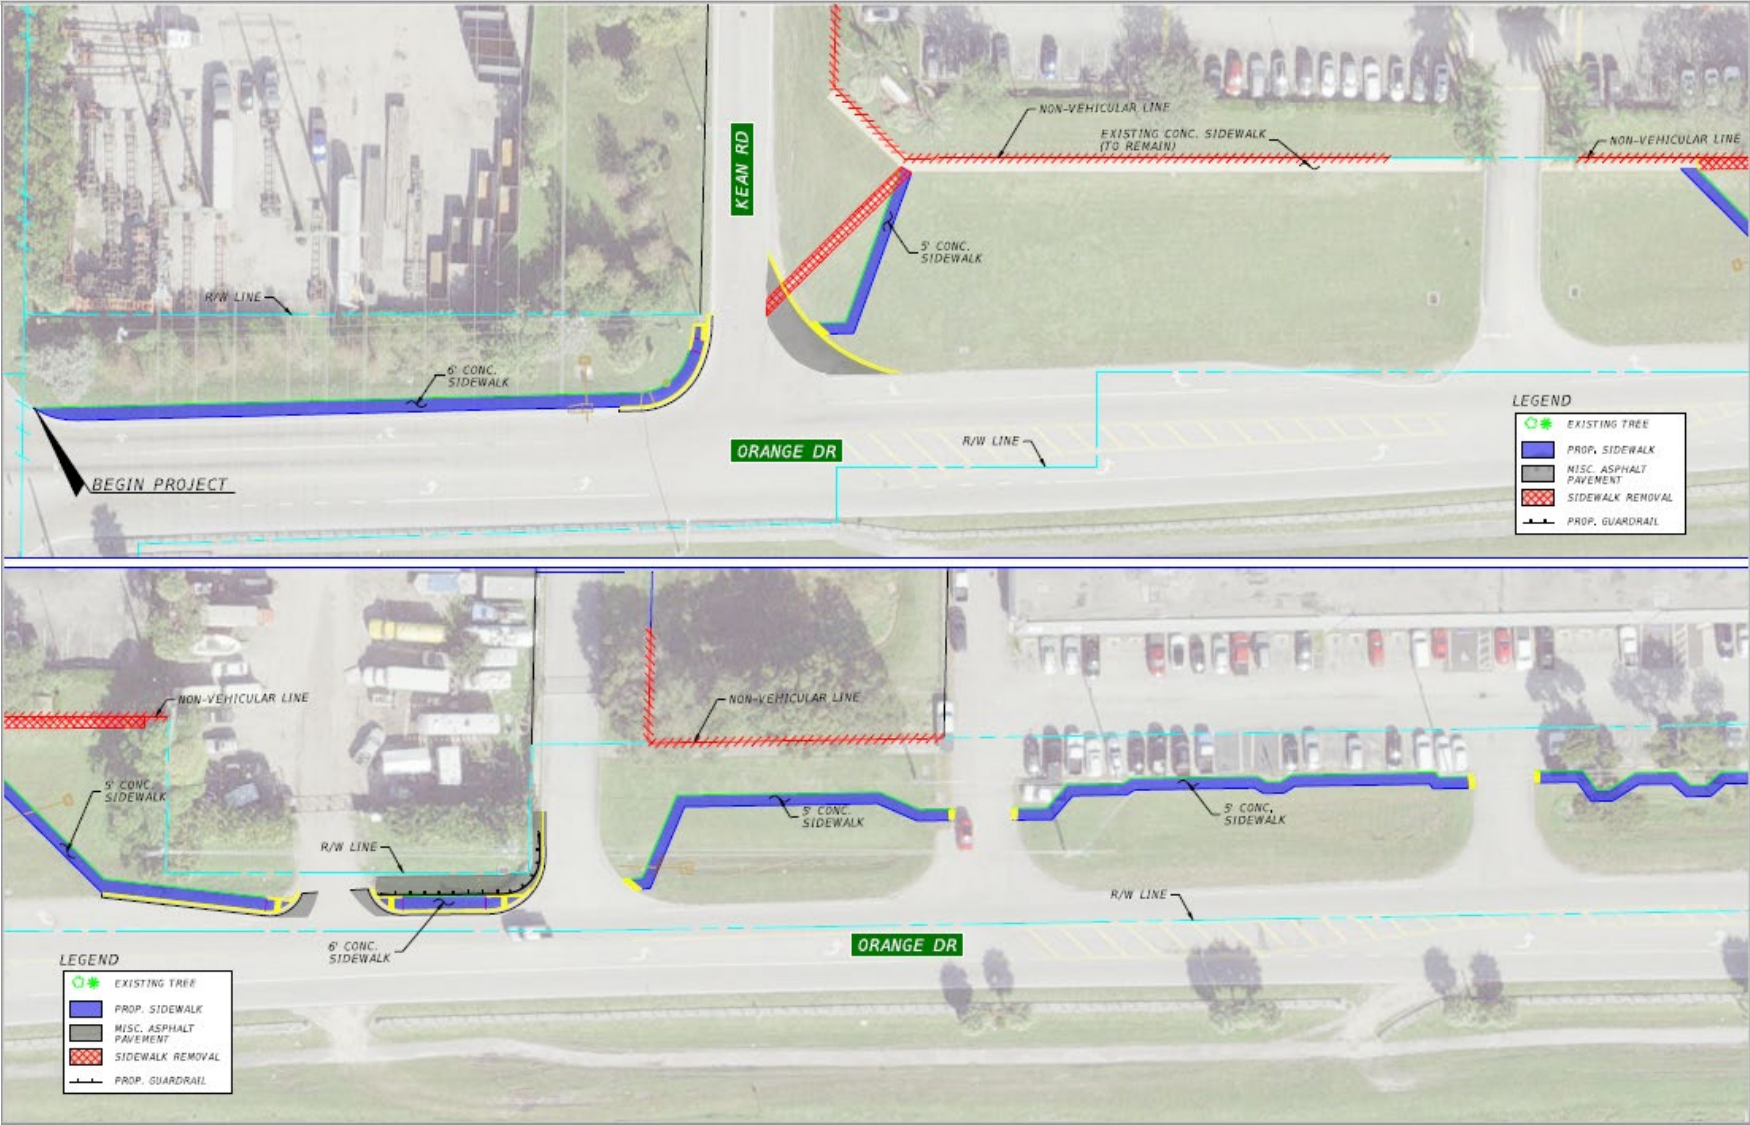 NON-VEHICULAR LINE
EXISTING CONC. SIDEWALK
(TO REMAIN)
NON-VEHICULAR LINE
KEAN RD
5' CONC.
SIDEWALK
R/W LINE
6' CONC.
SIDEWALK
ORANGE DR
R/W LINE
BEGIN PROJECT
LEGEND
EXISTING TREE
PROP. SIDEWALK
MISC. ASPHALT
PAVEMENT
SIDEWALK REMOVAL
PROP. GUARDRAIL
NON-VEHICULAR LINE
NON-VEHICULAR LINE
5' CONC.
SIDEWALK
5' CONC.
SIDEWALK
5' CONC.
SIDEWALK
R/W LINE
R/W LINE
6' CONC.
SIDEWALK
ORANGE DR
LEGEND
EXISTING TREE
PROP. SIDEWALK
MISC. ASPHALT
PAVEMENT
SIDEWALK REMOVAL
PROP. GUARDRAIL